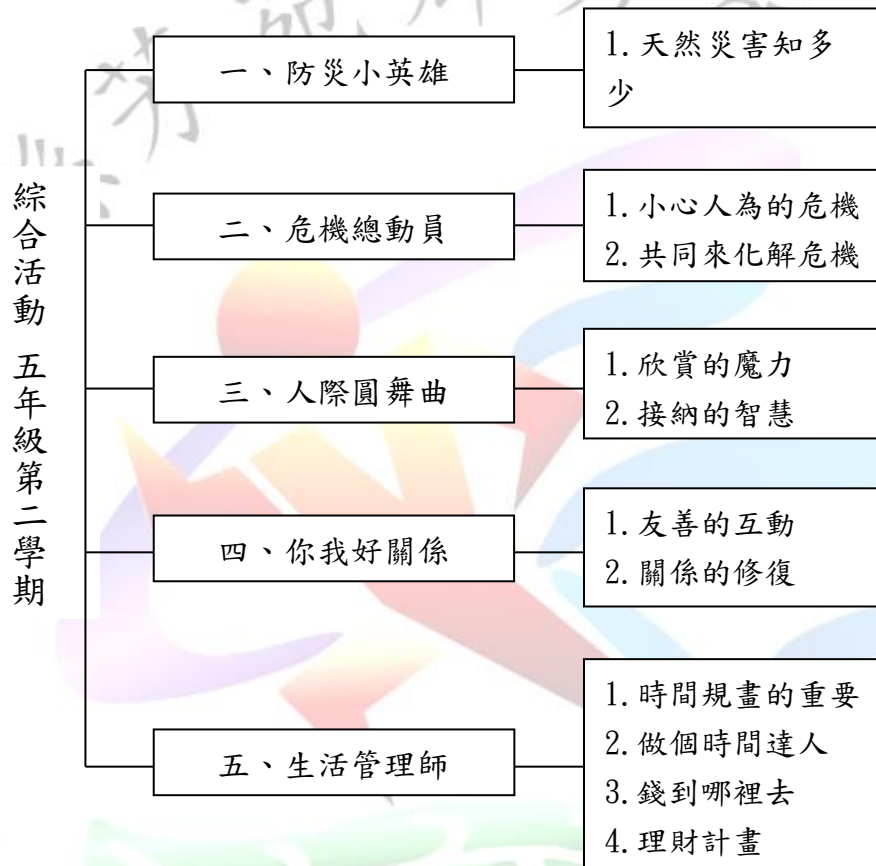 綜合活動 五年級第二學期
一、防災小英雄
1.天然災害知多
少
二、危機總動員
1.小心人為的危機
2.共同來化解危機
三、人際圓舞曲
1.欣賞的魔力
2.接納的智慧
四、你我好關係
1.友善的互動
2.關係的修復
五、生活管理師
1.時間規畫的重要
2.做個時間達人
3.錢到哪裡去
4.理財計畫